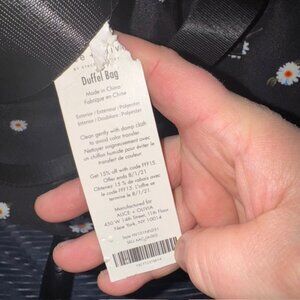 Duffel Bag
Made in China
Fabriqué en Chine
Exterior / Exterieur / Polyester
Interior / Doublure / Polyester
Clean gently with damp cloth
to avoid color transfer
Nettoyer soigneusement avec
un chiffon humide pour éviter le
transfert de couleur
Get 15% off with code FFF15.
Offer ends 8/1/21
Obtenez 15 % de rabais avec
le code FFF15. L'offre se
termine le 8/1/21
Manufactured for
ALICE + OLIVIA
450 W 14th Street, 11th Floor
New York, NY 10014